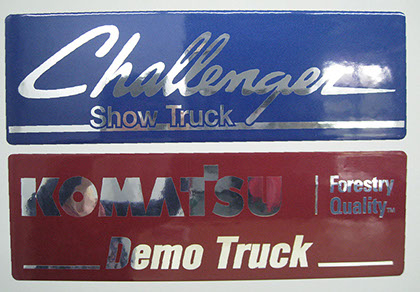 Challenger
Show Truck
KOMATSU
Forestry
Quality™
Demo Truck